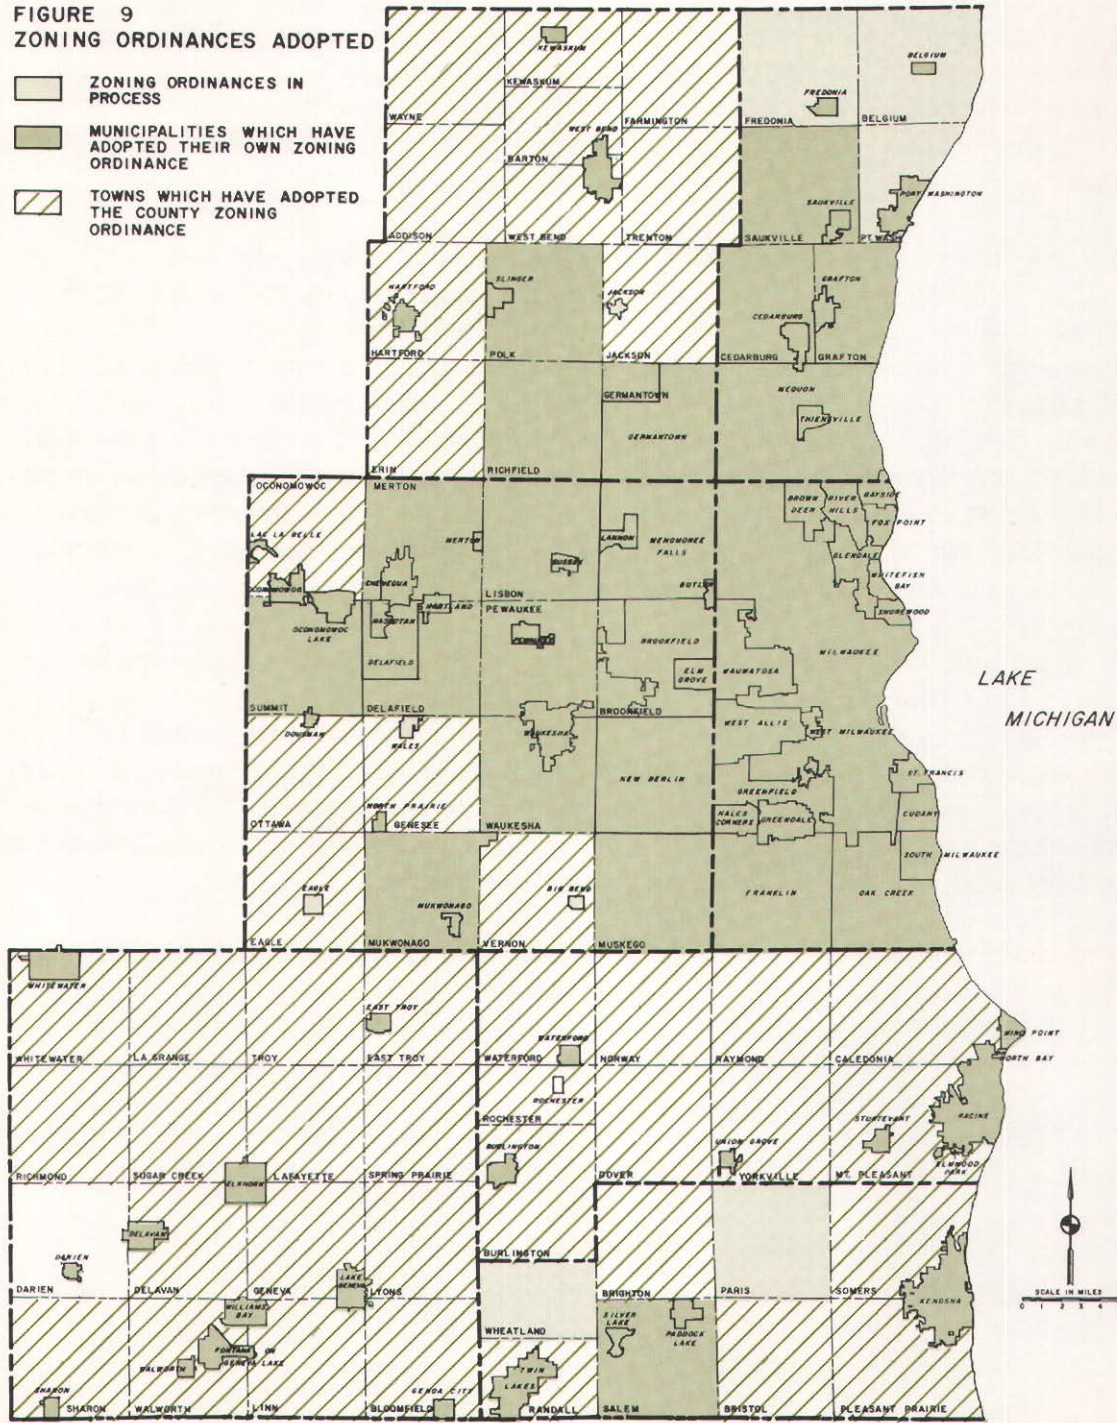 FIGURE 9
ZONING ORDINANCES ADOPTED
ZONING ORDINANCES IN
PROCESS
MUNICIPALITIES WHICH HAVE
ADOPTED THEIR OWN ZONING
ORDINANCE
TOWNS WHICH HAVE ADOPTED
THE COUNTY ZONING
ORDINANCE
KEWASKUM
BELGIUM
KEWASKUM
FREDONIA
WAYNE
FARMINGTON
FREDONIA
BELGIUM
WEST BEND
BARTON
PORT WASHINGTON
SAUKVILLE
ADDISON
WEST BEND
TRENTON
SAUKVILLE
PT. WASH.
HARTFORD
SLINGER
JACKSON
GRAFTON
CEDARBURG
HARTFORD
POLK
JACKSON
CEDARBURG
GRAFTON
GERMANTOWN
MEQUON
THIENSVILLE
GERMANTOWN
ERIN
RICHFIELD
OCONOMOWOC
MERTON
BROWN
DEER
RIVER
HILLS
BAYSIDE
FOX POINT
LAC LA BELLE
MERTON
LANNON
MENOMONEE
FALLS
GLENDALE
SUSSEX
WHITEFISH
BAY
OCONOMOWOC
CHENEQUA
BUTLER
LISBON
HARTLAND
PEWAUKEE
SHOREWOOD
NASHOTAH
OCONOMOWOC
LAKE
PEWAUKEE
BROOKFIELD
MILWAUKEE
DELAFIELD
ELM
GROVE
WAUWATOSA
LAKE
MICHIGAN
SUMMIT
DELAFIELD
BROOKFIELD
DOUSMAN
WALES
WAUKESHA
WEST ALLIS
WEST MILWAUKEE
NEW BERLIN
ST. FRANCIS
GREENFIELD
NORTH PRAIRIE
HALES
CORNERS
GREENDALE
CUDAHY
OTTAWA
GENESEE
WAUKESHA
SOUTH MILWAUKEE
EAGLE
BIG BEND
FRANKLIN
OAK CREEK
MUKWONAGO
EAGLE
MUKWONAGO
VERNON
MUSKEGO
WHITEWATER
EAST TROY
WIND POINT
WATERFORD
WHITEWATER
LA GRANGE
TROY
EAST TROY
WATERFORD
NORWAY
RAYMOND
CALEDONIA
NORTH BAY
ROCHESTER
ROCHESTER
RACINE
STURTEVANT
BURLINGTON
UNION GROVE
ELMWOOD
PARK
RICHMOND
SUGAR CREEK
LAFAYETTE
SPRING PRAIRIE
DOVER
YORKVILLE
MT. PLEASANT
ELKHORN
DELAVAN
DARIEN
BURLINGTON
LAKE
GENEVA
DARIEN
DELAVAN
GENEVA
LYONS
BRIGHTON
PARIS
SOMERS
SCALE IN MILES
0 1 2 3 4
WILLIAMS
BAY
KENOSHA
SILVER
LAKE
PADDOCK
LAKE
WHEATLAND
FONTANA ON
GENEVA LAKE
WALWORTH
TWIN
LAKES
SHARON
GENOA CITY
SHARON
WALWORTH
LINN
BLOOMFIELD
RANDALL
SALEM
BRISTOL
PLEASANT PRAIRIE